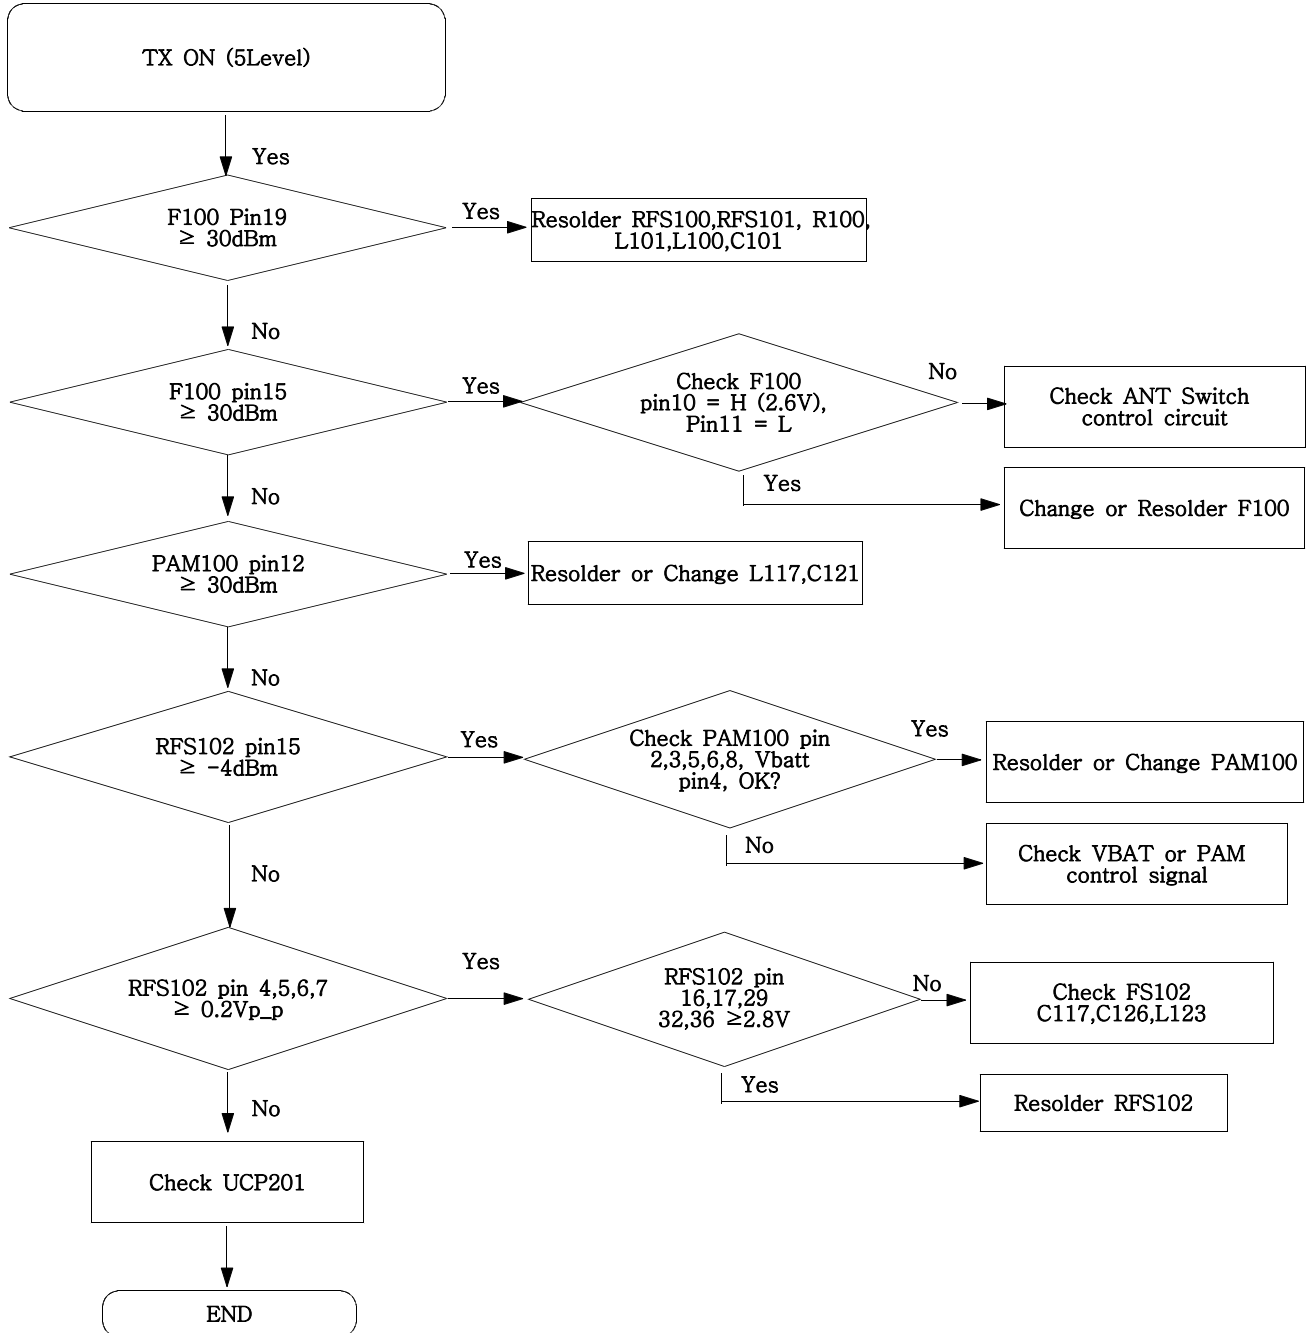 TX ON (5Level)
Yes
F100 Pin19
≥ 30dBm
Yes
Resolder RFS100,RFS101, R100,
L101,L100,C101
No
F100 pin15
≥ 30dBm
Yes
Check F100
pin10 = H (2.6V),
Pin11 = L
No
Check ANT Switch
control circuit
Yes
Change or Resolder F100
No
PAM100 pin12
≥ 30dBm
Yes
Resolder or Change L117,C121
No
RFS102 pin15
≥ -4dBm
Yes
Check PAM100 pin
2,3,5,6,8, Vbatt
pin4, OK?
Yes
Resolder or Change PAM100
No
Check VBAT or PAM
control signal
No
RFS102 pin 4,5,6,7
≥ 0.2Vp_p
Yes
RFS102 pin
16,17,29
32,36 ≥2.8V
No
Check FS102
C117,C126,L123
Yes
Resolder RFS102
No
Check UCP201
END